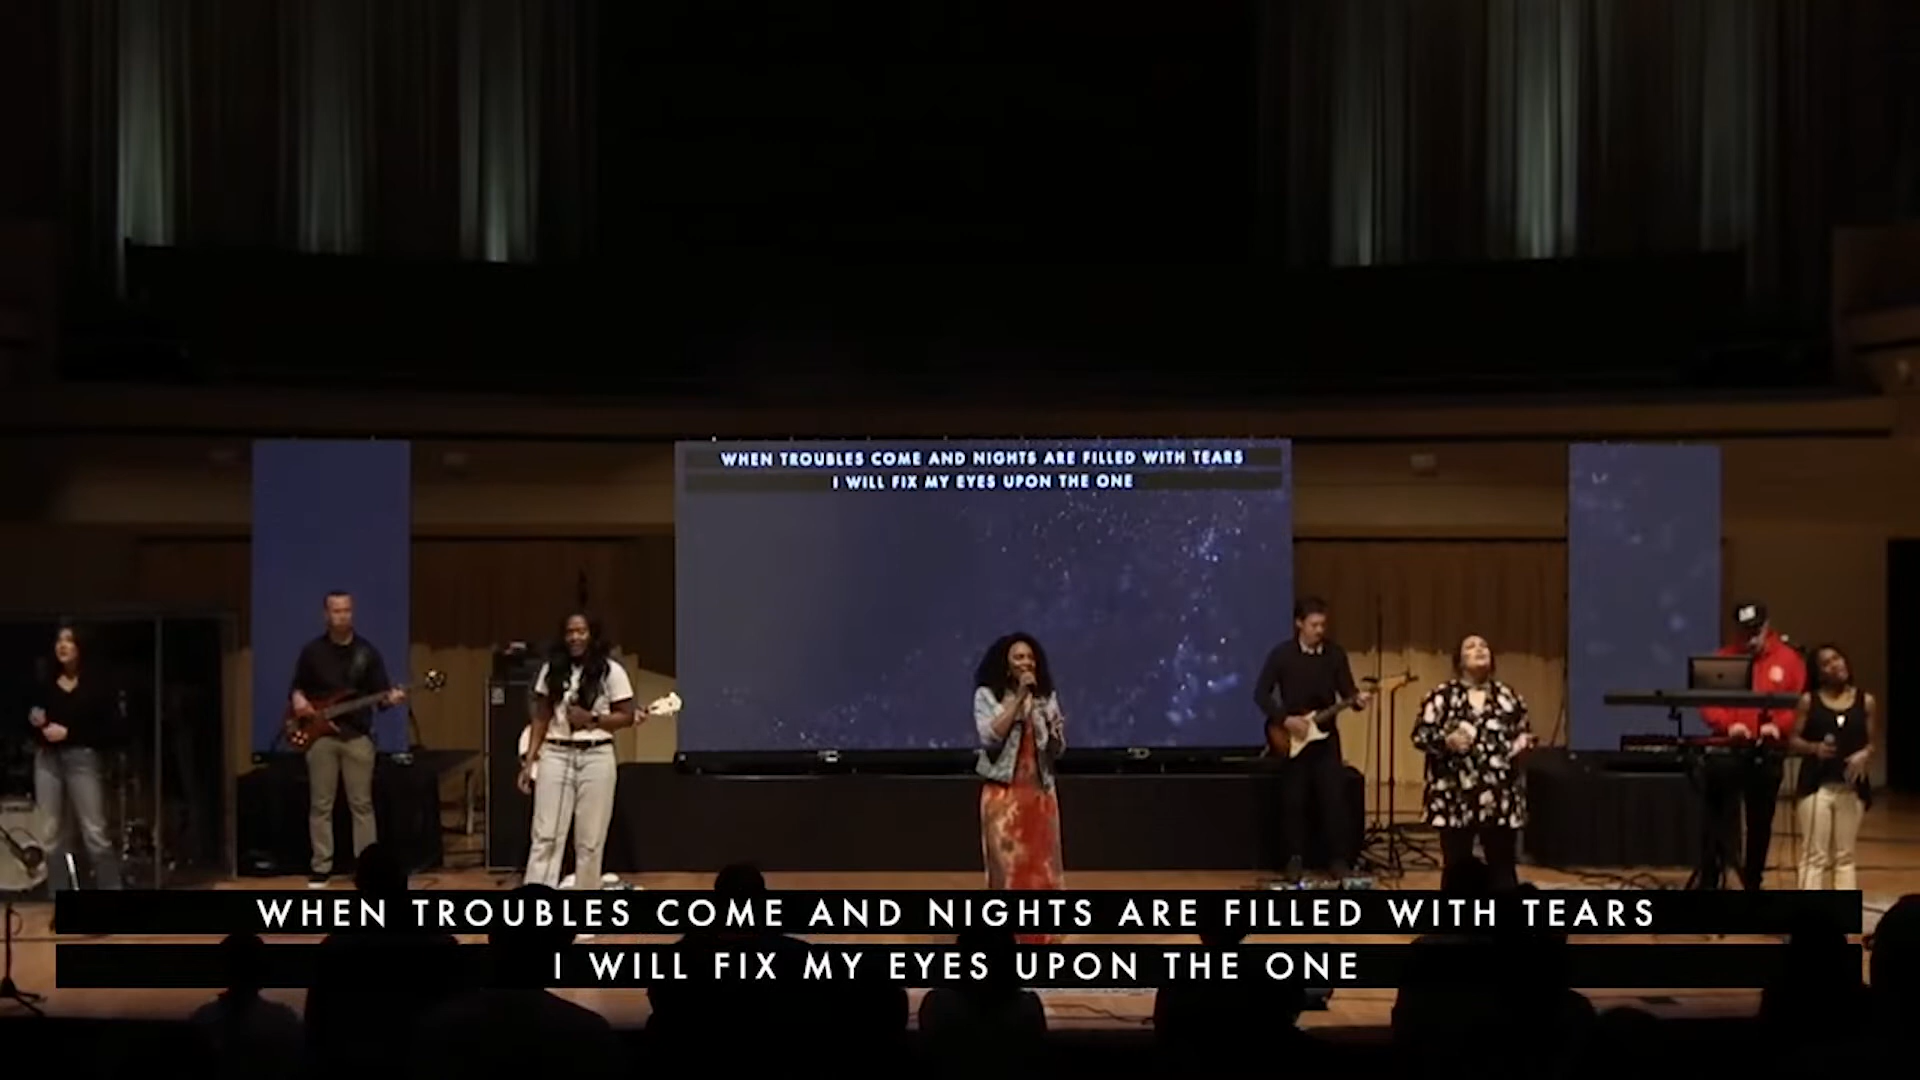 WHEN TROUBLES COME AND NIGHTS ARE FILLED WITH TEARS
I WILL FIX MY EYES UPON THE ONE
WHEN TROUBLES COME AND NIGHTS ARE FILLED WITH TEARS
I WILL FIX MY EYES UPON THE ONE